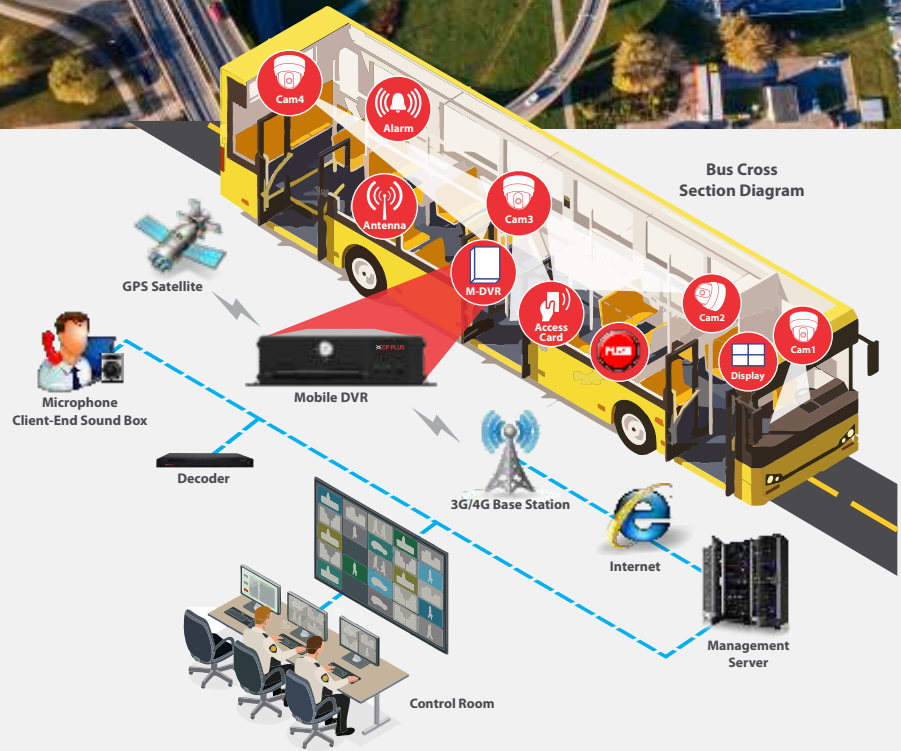 Cam4
Alarm
Bus Cross
Section Diagram
Antenna
Cam3
GPS Satellite
M-DVR
Access
Card
PUSH
Cam2
Cam1
Display
CP PLUS
Mobile DVR
Microphone
Client-End Sound Box
Decoder
3G/4G Base Station
Internet
Management
Server
Control Room